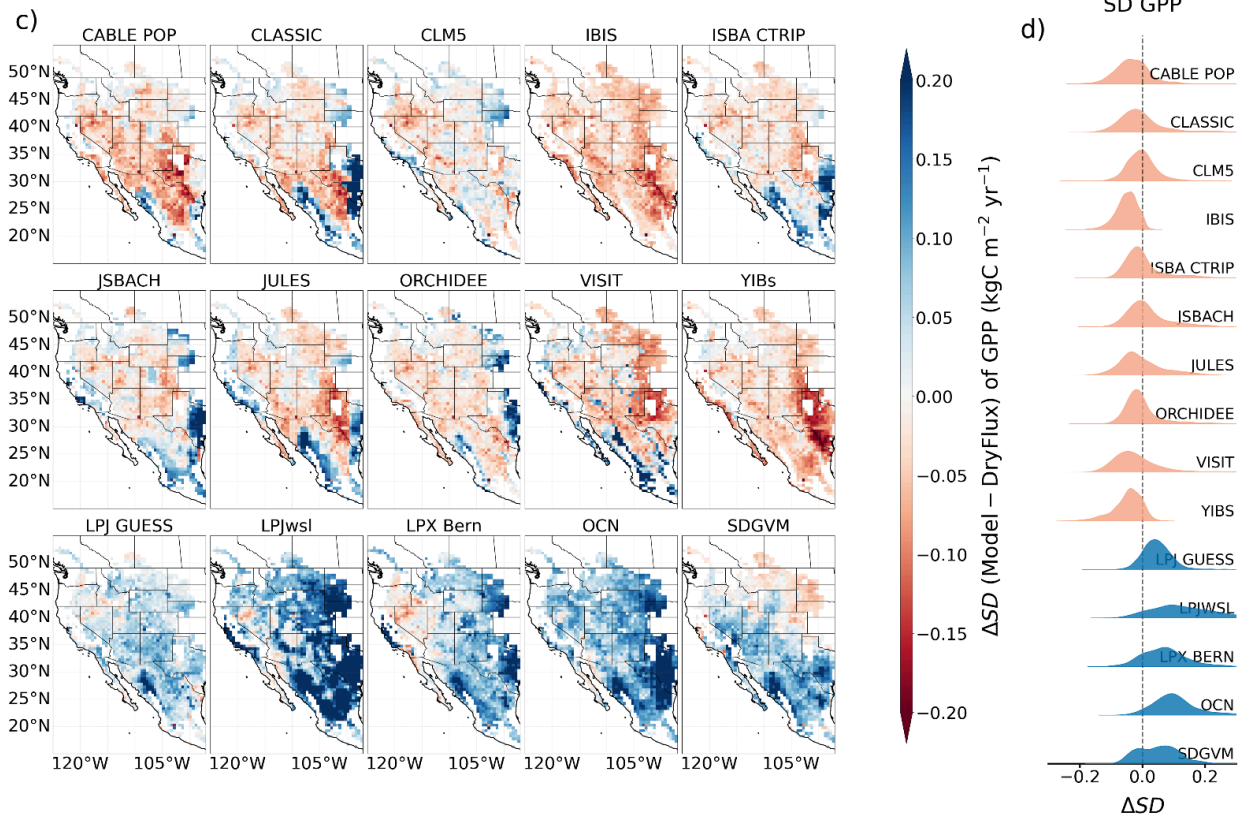 c)
CABLE POP CLASSIC CLM5 IBIS ISBA CTRIP
50°N
45°N
40°N
35°N
30°N
25°N
20°N
JSBACH JULES ORCHIDEE VISIT YIBs
50°N
45°N
40°N
35°N
30°N
25°N
20°N
LPJ GUESS LPJwsl LPX Bern OCN SDGVM
50°N
45°N
40°N
35°N
30°N
25°N
20°N
120°W 105°W 120°W 105°W 120°W 105°W 120°W 105°W 120°W 105°W
0.20
0.15
0.10
0.05
0.00
−0.05
−0.10
−0.15
−0.20
ΔSD (Model − DryFlux) of GPP (kgC m⁻² yr⁻¹)
SD GPP
d)
CABLE POP
CLASSIC
CLM5
IBIS
ISBA CTRIP
JSBACH
JULES
ORCHIDEE
VISIT
YIBS
LPJ GUESS
LPJWSL
LPX BERN
OCN
SDGVM
−0.2 0.0 0.2
ΔSD